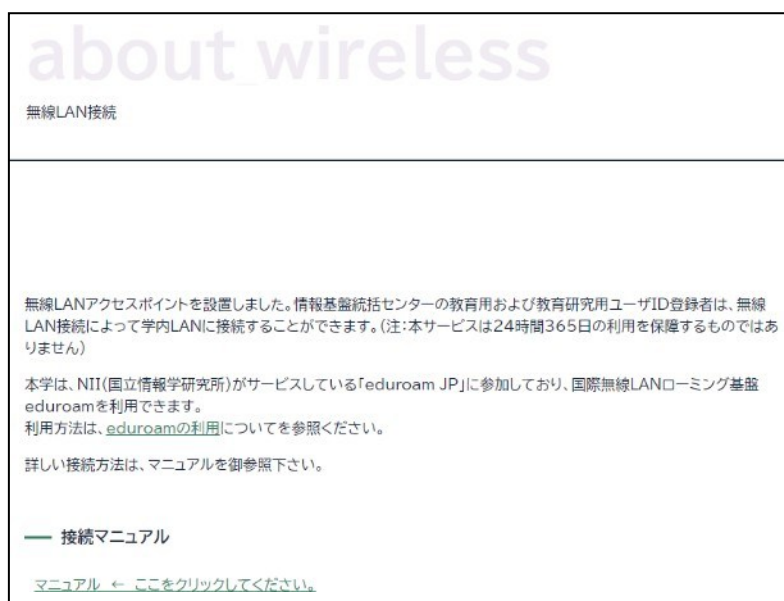 about_wireless
無線LAN接続
無線LANアクセスポイントを設置しました。情報基盤統括センターの教育用および教育研究用ユーザID登録者は、無線
LAN接続によって学内LANに接続することができます。(注:本サービスは24時間365日の利用を保障するものではあ
りません)
本学は、NII(国立情報学研究所)がサービスしている「eduroam JP」に参加しており、国際無線LANローミング基盤
eduroamを利用できます。
利用方法は、eduroamの利用についてを参照ください。
詳しい接続方法は、マニュアルを御参照下さい。
接続マニュアル
マニュアル ← ここをクリックしてください。